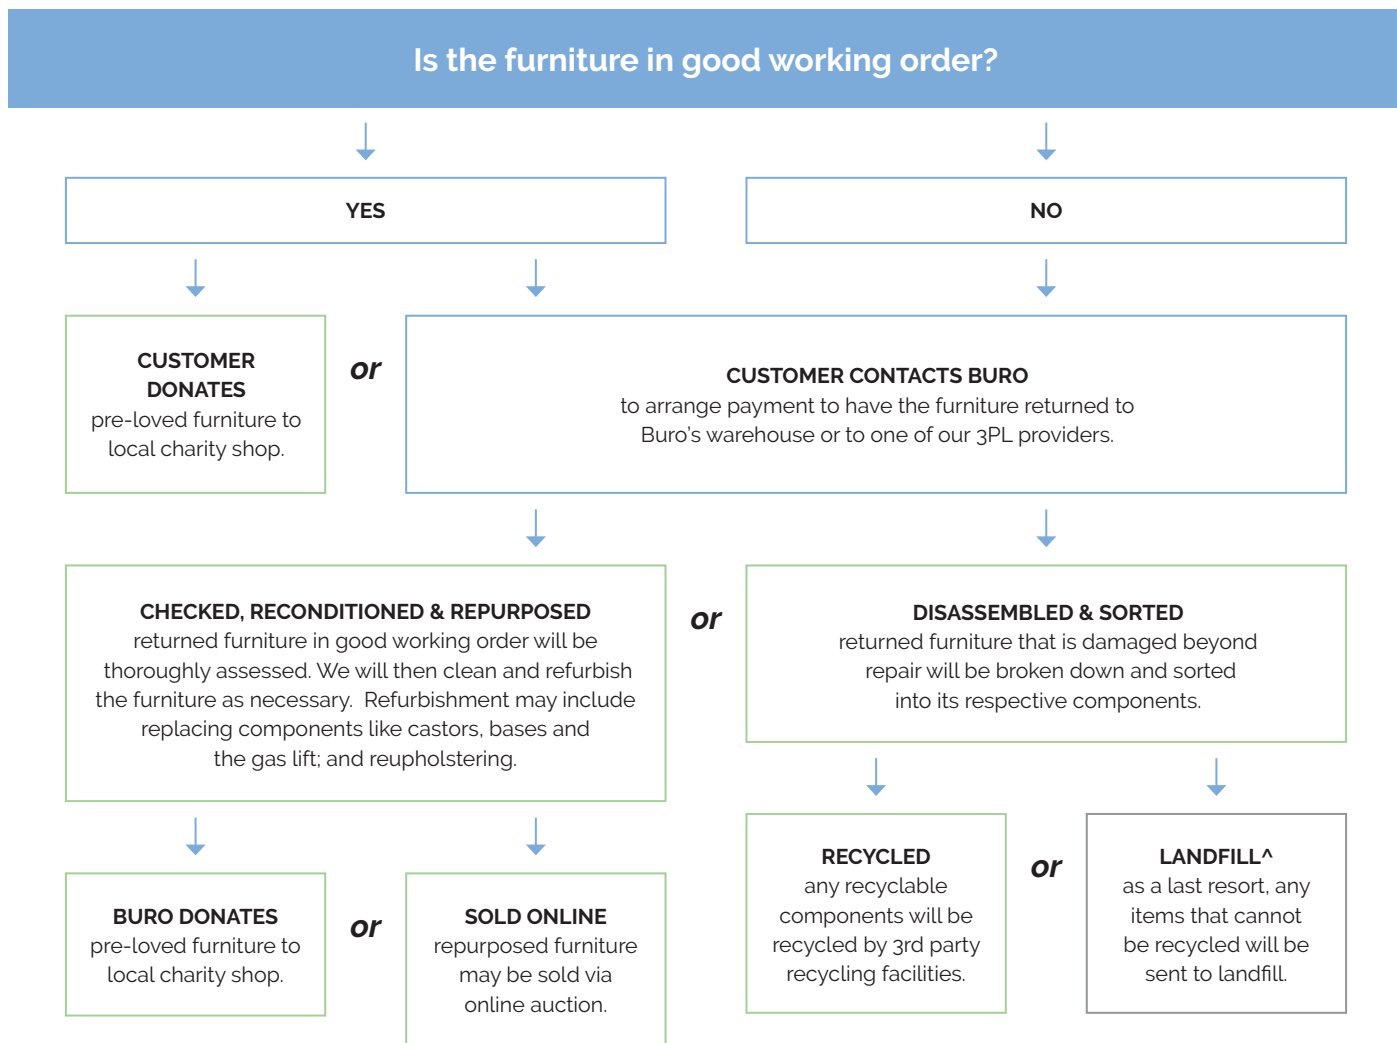 Is the furniture in good working order?
YES
NO
CUSTOMER
DONATES
pre-loved furniture to
local charity shop.
or
CUSTOMER CONTACTS BURO
to arrange payment to have the furniture returned to
Buro's warehouse or to one of our 3PL providers.
CHECKED, RECONDITIONED & REPURPOSED
returned furniture in good working order will be
thoroughly assessed. We will then clean and refurbish
the furniture as necessary.  Refurbishment may include
replacing components like castors, bases and
the gas lift; and reupholstering.
or
DISASSEMBLED & SORTED
returned furniture that is damaged beyond
repair will be broken down and sorted
into its respective components.
BURO DONATES
pre-loved furniture to
local charity shop.
or
SOLD ONLINE
repurposed furniture
may be sold via
online auction.
RECYCLED
any recyclable
components will be
recycled by 3rd party
recycling facilities.
or
LANDFILL^
as a last resort, any
items that cannot
be recycled will be
sent to landfill.